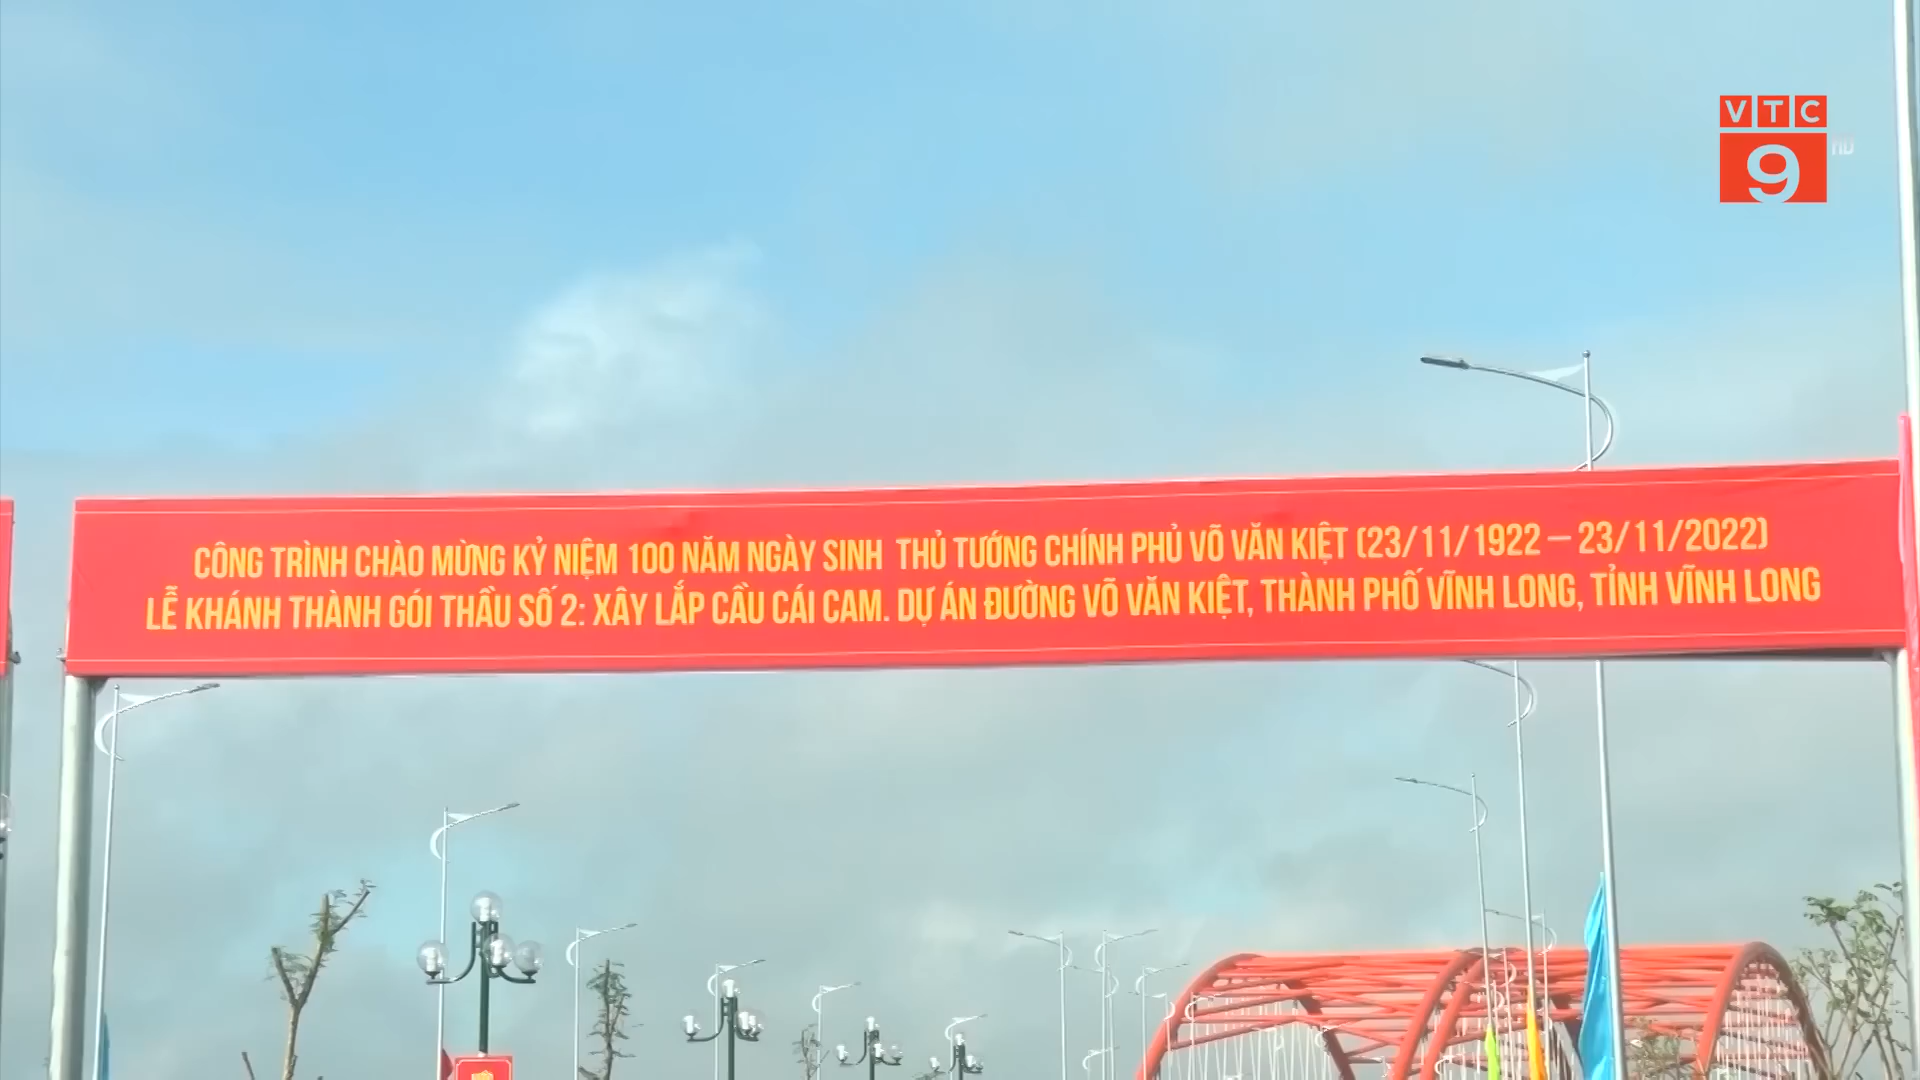 VTC
9
HD
CÔNG TRÌNH CHÀO MỪNG KỶ NIỆM 100 NĂM NGÀY SINH THỦ TƯỚNG CHÍNH PHỦ VÕ VĂN KIỆT (23/11/1922 – 23/11/2022)
LỄ KHÁNH THÀNH GÓI THẦU SỐ 2: XÂY LẮP CẦU CÁI CAM. DỰ ÁN ĐƯỜNG VÕ VĂN KIỆT, THÀNH PHỐ VĨNH LONG, TỈNH VĨNH LONG